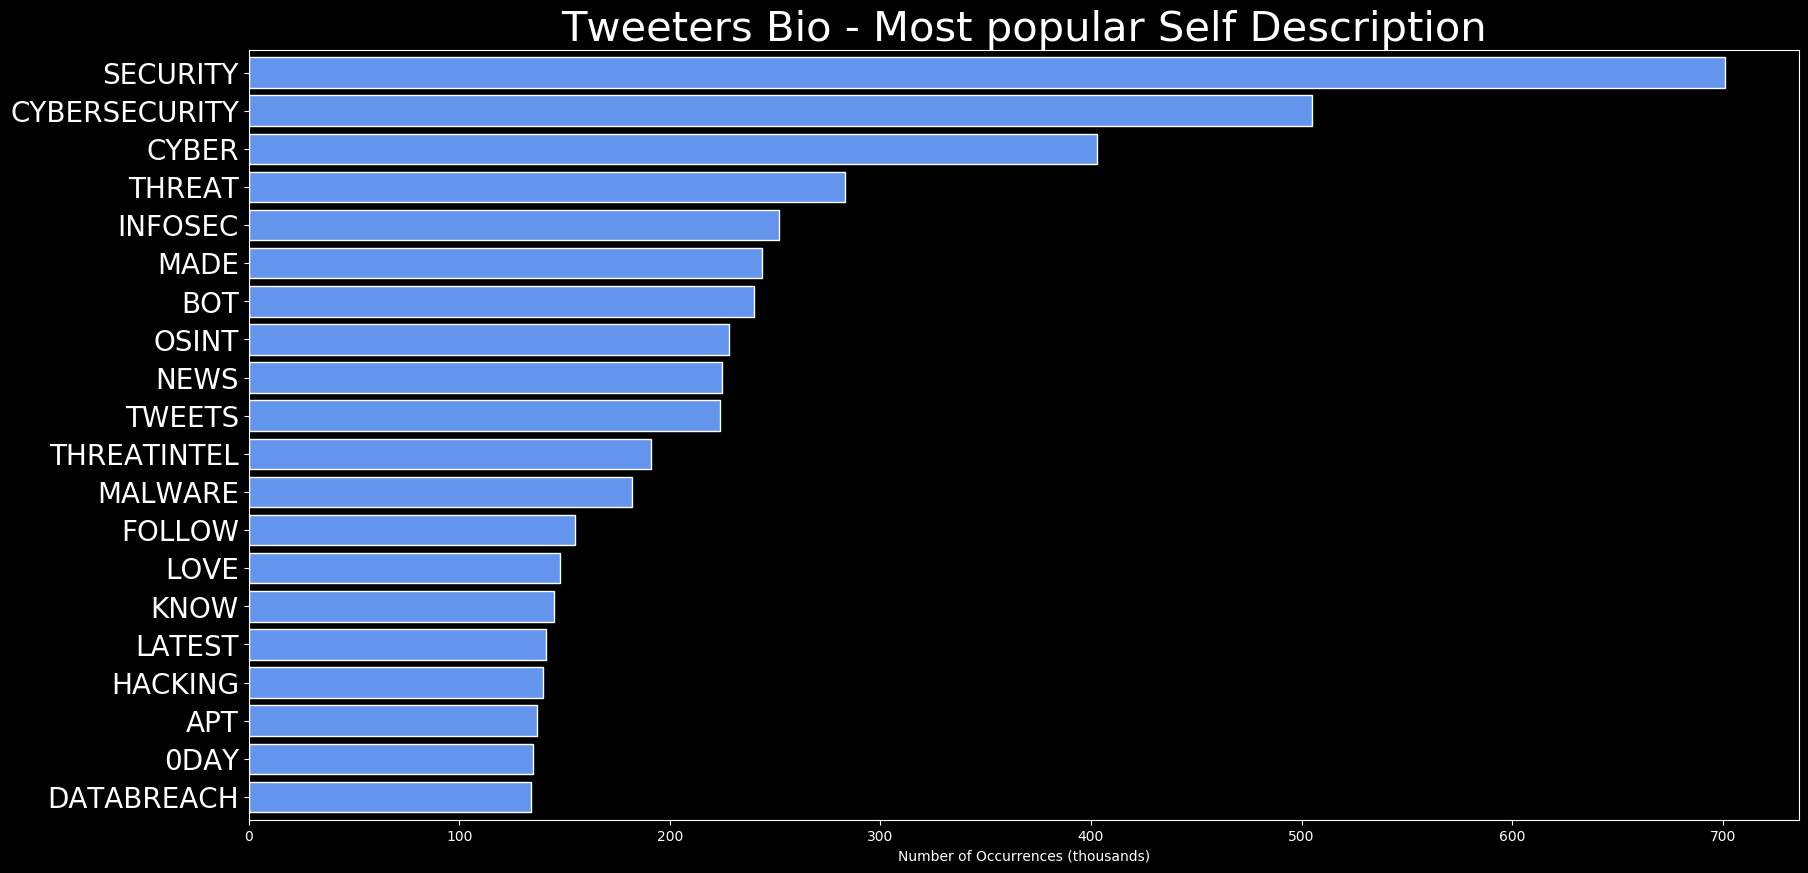 Tweeters Bio - Most popular Self Description
SECURITY
CYBERSECURITY
CYBER
THREAT
INFOSEC
MADE
BOT
OSINT
NEWS
TWEETS
THREATINTEL
MALWARE
FOLLOW
LOVE
KNOW
LATEST
HACKING
APT
0DAY
DATABREACH
0 100 200 300 400 500 600 700
Number of Occurrences (thousands)